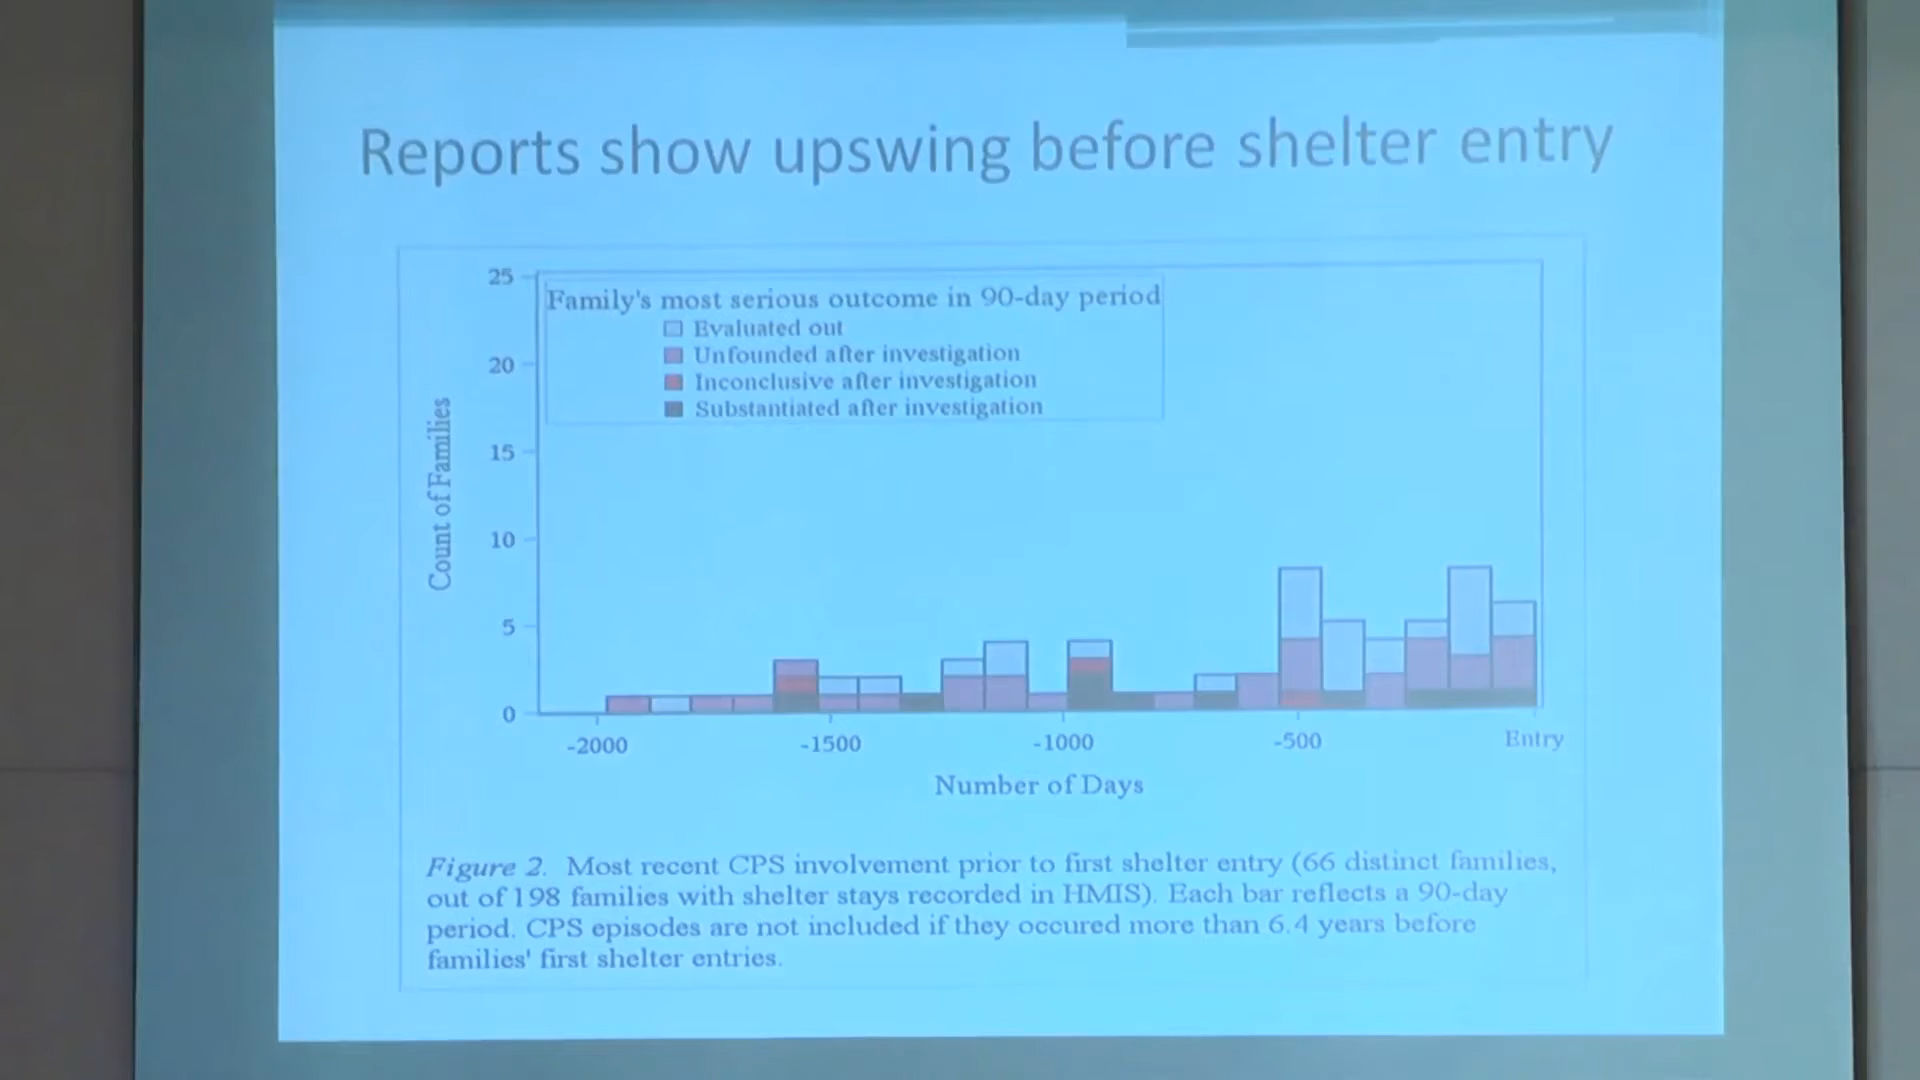 Reports show upswing before shelter entry
25
Family's most serious outcome in 90-day period
Evaluated out
Unfounded after investigation
Inconclusive after investigation
Substantiated after investigation
20
15
10
5
0
Count of Families
-2000
-1500
-1000
-500
Entry
Number of Days
Figure 2. Most recent CPS involvement prior to first shelter entry (66 distinct families,
out of 198 families with shelter stays recorded in HMIS). Each bar reflects a 90-day
period. CPS episodes are not included if they occured more than 6.4 years before
families' first shelter entries.